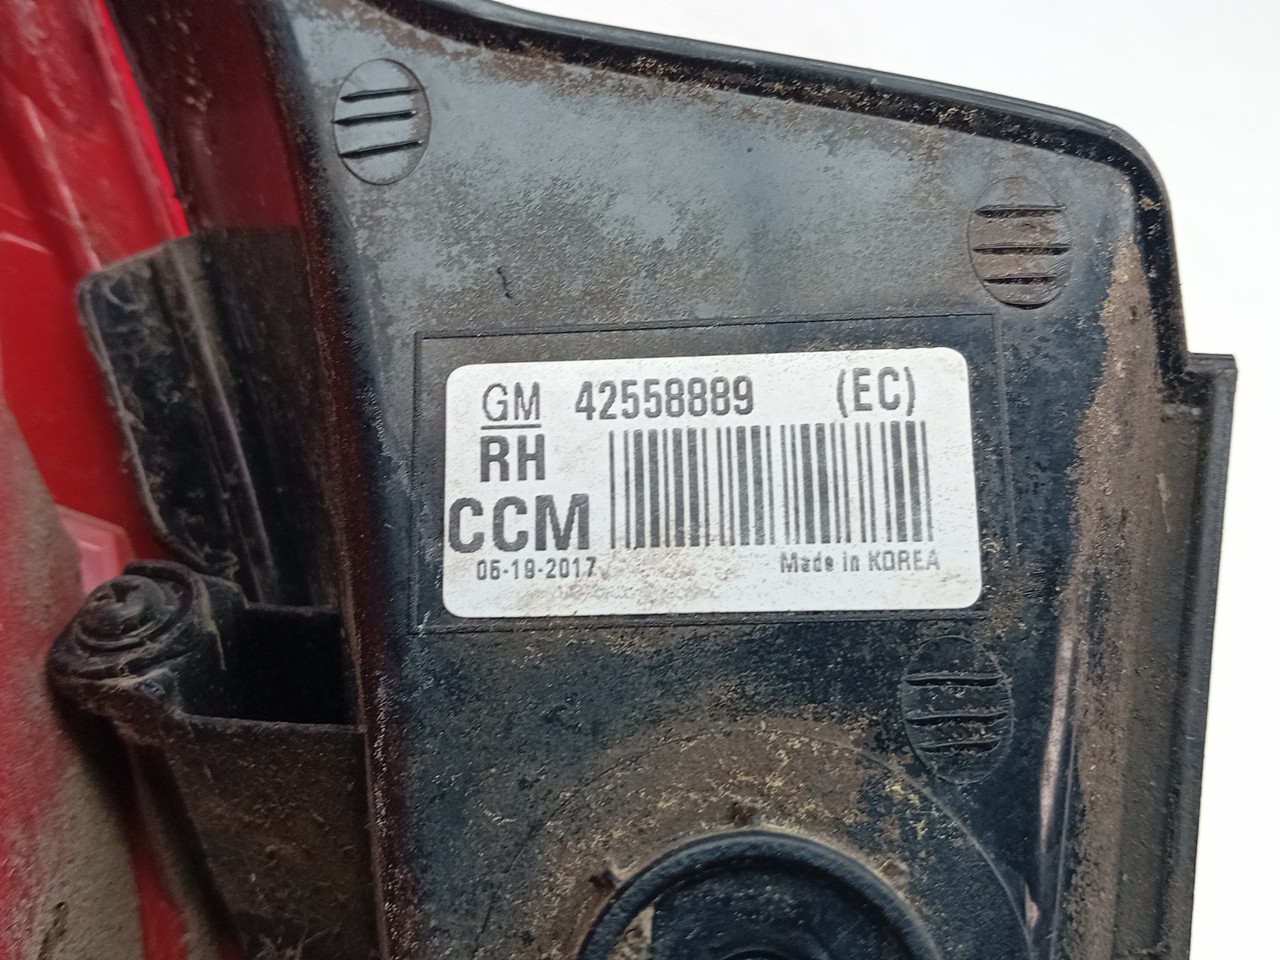 GM 42558889 (EC)
RH
CCM
05-19-2017 Made in KOREA